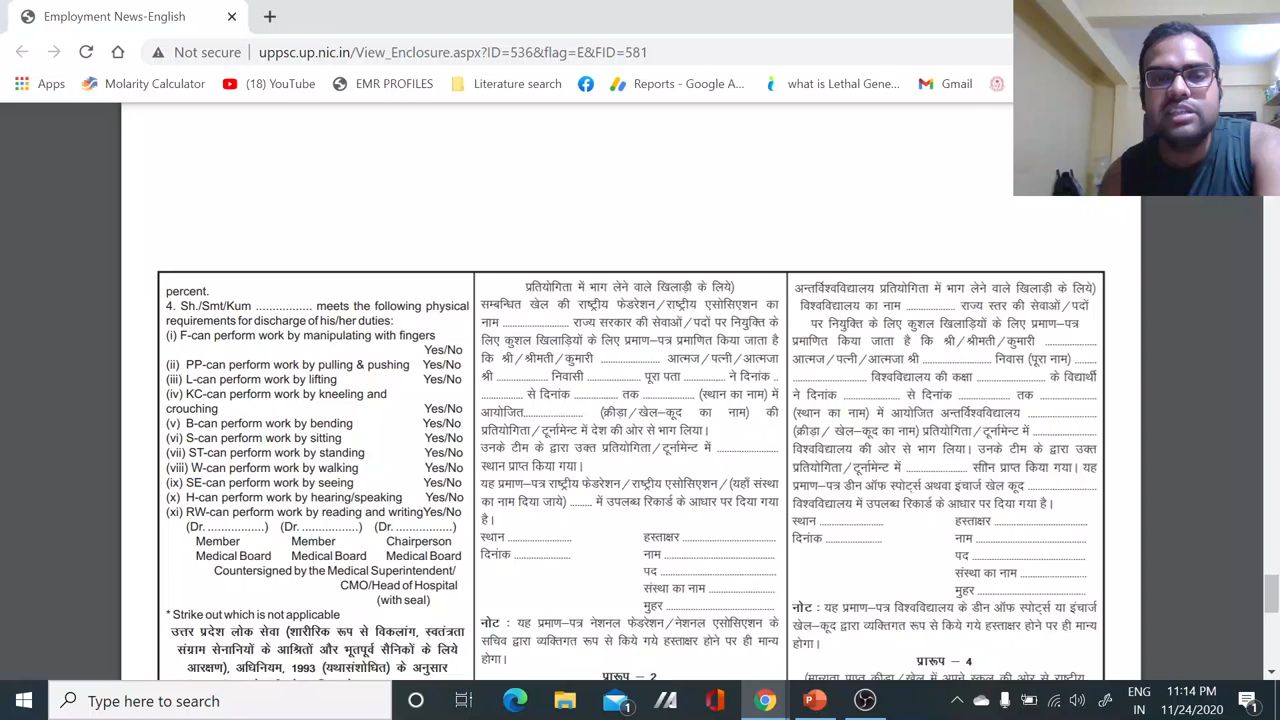 Employment News-English
Not secure | uppsc.up.nic.in/View_Enclosure.aspx?ID=536&flag=E&FID=581
Apps
Molarity Calculator
(18) YouTube
EMR PROFILES
Literature search
Reports - Google A...
what is Lethal Gene...
Gmail
percent.
4. Sh./Smt/Kum ................ meets the following physical
requirements for discharge of his/her duties:
(i) F-can perform work by manipulating with fingers
Yes/No
(ii) PP-can perform work by pulling & pushing Yes/No
(iii) L-can perform work by lifting Yes/No
(iv) KC-can perform work by kneeling and
crouching Yes/No
(v) B-can perform work by bending Yes/No
(vi) S-can perform work by sitting Yes/No
(vii) ST-can perform work by standing Yes/No
(viii) W-can perform work by walking Yes/No
(ix) SE-can perform work by seeing Yes/No
(x) H-can perform work by hearing/speaking Yes/No
(xi) RW-can perform work by reading and writingYes/No
(Dr. .................) (Dr. .................) (Dr. .................)
Member Member Chairperson
Medical Board Medical Board Medical Board
Countersigned by the Medical Superintendent/
CMO/Head of Hospital
(with seal)
* Strike out which is not applicable.
उत्तर प्रदेश लोक सेवा (शारीरिक रूप से विकलांग, स्वतंत्रता
संग्राम सेनानियों के आश्रितों और भूतपूर्व सैनिकों के लिये
आरक्षण), अधिनियम, 1993 (यथासंशोधित) के अनुसार
प्रतियोगिता में भाग लेने वाले खिलाड़ी के लिये)
सम्बन्धित खेल की राष्ट्रीय फेडरेशन/राष्ट्रीय एसोसिएशन का
नाम ..................... राज्य सरकार की सेवाओं/पदों पर नियुक्ति के
लिए कुशल खिलाड़ियों के लिए प्रमाण-पत्र प्रमाणित किया जाता है
कि श्री/श्रीमती/कुमारी ................... आत्मज/पत्नी/आत्मजा
श्री ................. निवासी ................. पूरा पता .............. ने दिनांक ..
.............. से दिनांक .............. तक ................. (स्थान का नाम) में
आयोजित.................... (क्रीड़ा/खेल-कूद का नाम) की
प्रतियोगिता/टूर्नामेन्ट में देश की ओर से भाग लिया।
उनके टीम के द्वारा उक्त प्रतियोगिता/टूर्नामेन्ट में ....................
स्थान प्राप्त किया गया।
यह प्रमाण-पत्र राष्ट्रीय फेडरेशन/राष्ट्रीय एसोसिएशन/(यहाँ संस्था
का नाम दिया जाये) ....... में उपलब्ध रिकार्ड के आधार पर दिया गया
है।
स्थान ..................... हस्ताक्षर ...............................
दिनांक ................... नाम .....................................
पद .......................................
संस्था का नाम ..........................
मुहर ....................................
नोट : यह प्रमाण-पत्र नेशनल फेडरेशन/नेशनल एसोसिएशन के
सचिव द्वारा व्यक्तिगत रूप से किये गये हस्ताक्षर होने पर ही मान्य
होगा।
प्रारूप - 2
अन्तर्विश्वविद्यालय प्रतियोगिता में भाग लेने वाले खिलाड़ी के लिये)
विश्वविद्यालय का नाम ................ राज्य स्तर की सेवाओं/पदों
पर नियुक्ति के लिए कुशल खिलाड़ियों के लिए प्रमाण-पत्र
प्रमाणित किया जाता है कि श्री/श्रीमती/कुमारी .................
आत्मज/पत्नी/आत्मजा श्री ....................... निवास (पूरा नाम) .......
........................ विश्वविद्यालय की कक्षा ...................... के विद्यार्थी
ने दिनांक ................... से दिनांक ................ तक ...................
(स्थान का नाम) में आयोजित अन्तर्विश्वविद्यालय ......................
(क्रीड़ा/ खेल-कूद का नाम) प्रतियोगिता/टूर्नामेन्ट में .....................
विश्वविद्यालय की ओर से भाग लिया। उनके टीम के द्वारा उक्त
प्रतियोगिता/टूर्नामेन्ट में ................... सीान प्राप्त किया गया। यह
प्रमाण-पत्र डीन ऑफ स्पोर्ट्स अथवा इंचार्ज खेल कूद ......................
विश्वविद्यालय में उपलब्ध रिकार्ड के आधार पर दिया गया है।
स्थान ..................... हस्ताक्षर ..............................
दिनांक ................... नाम ....................................
पद .....................................
संस्था का नाम .....................
मुहर ...................................
नोट : यह प्रमाण-पत्र विश्वविद्यालय के डीन ऑफ स्पोर्ट्स या इंचार्ज
खेल-कूद द्वारा व्यक्तिगत रूप से किये गये हस्ताक्षर होने पर ही मान्य
होगा।
प्रारूप - 4
(मान्यता प्राप्त क्रीड़ा/खेल में अपने स्कूल की ओर से राष्ट्रीय
Type here to search
1
ENG
IN
11:14 PM
11/24/2020
1